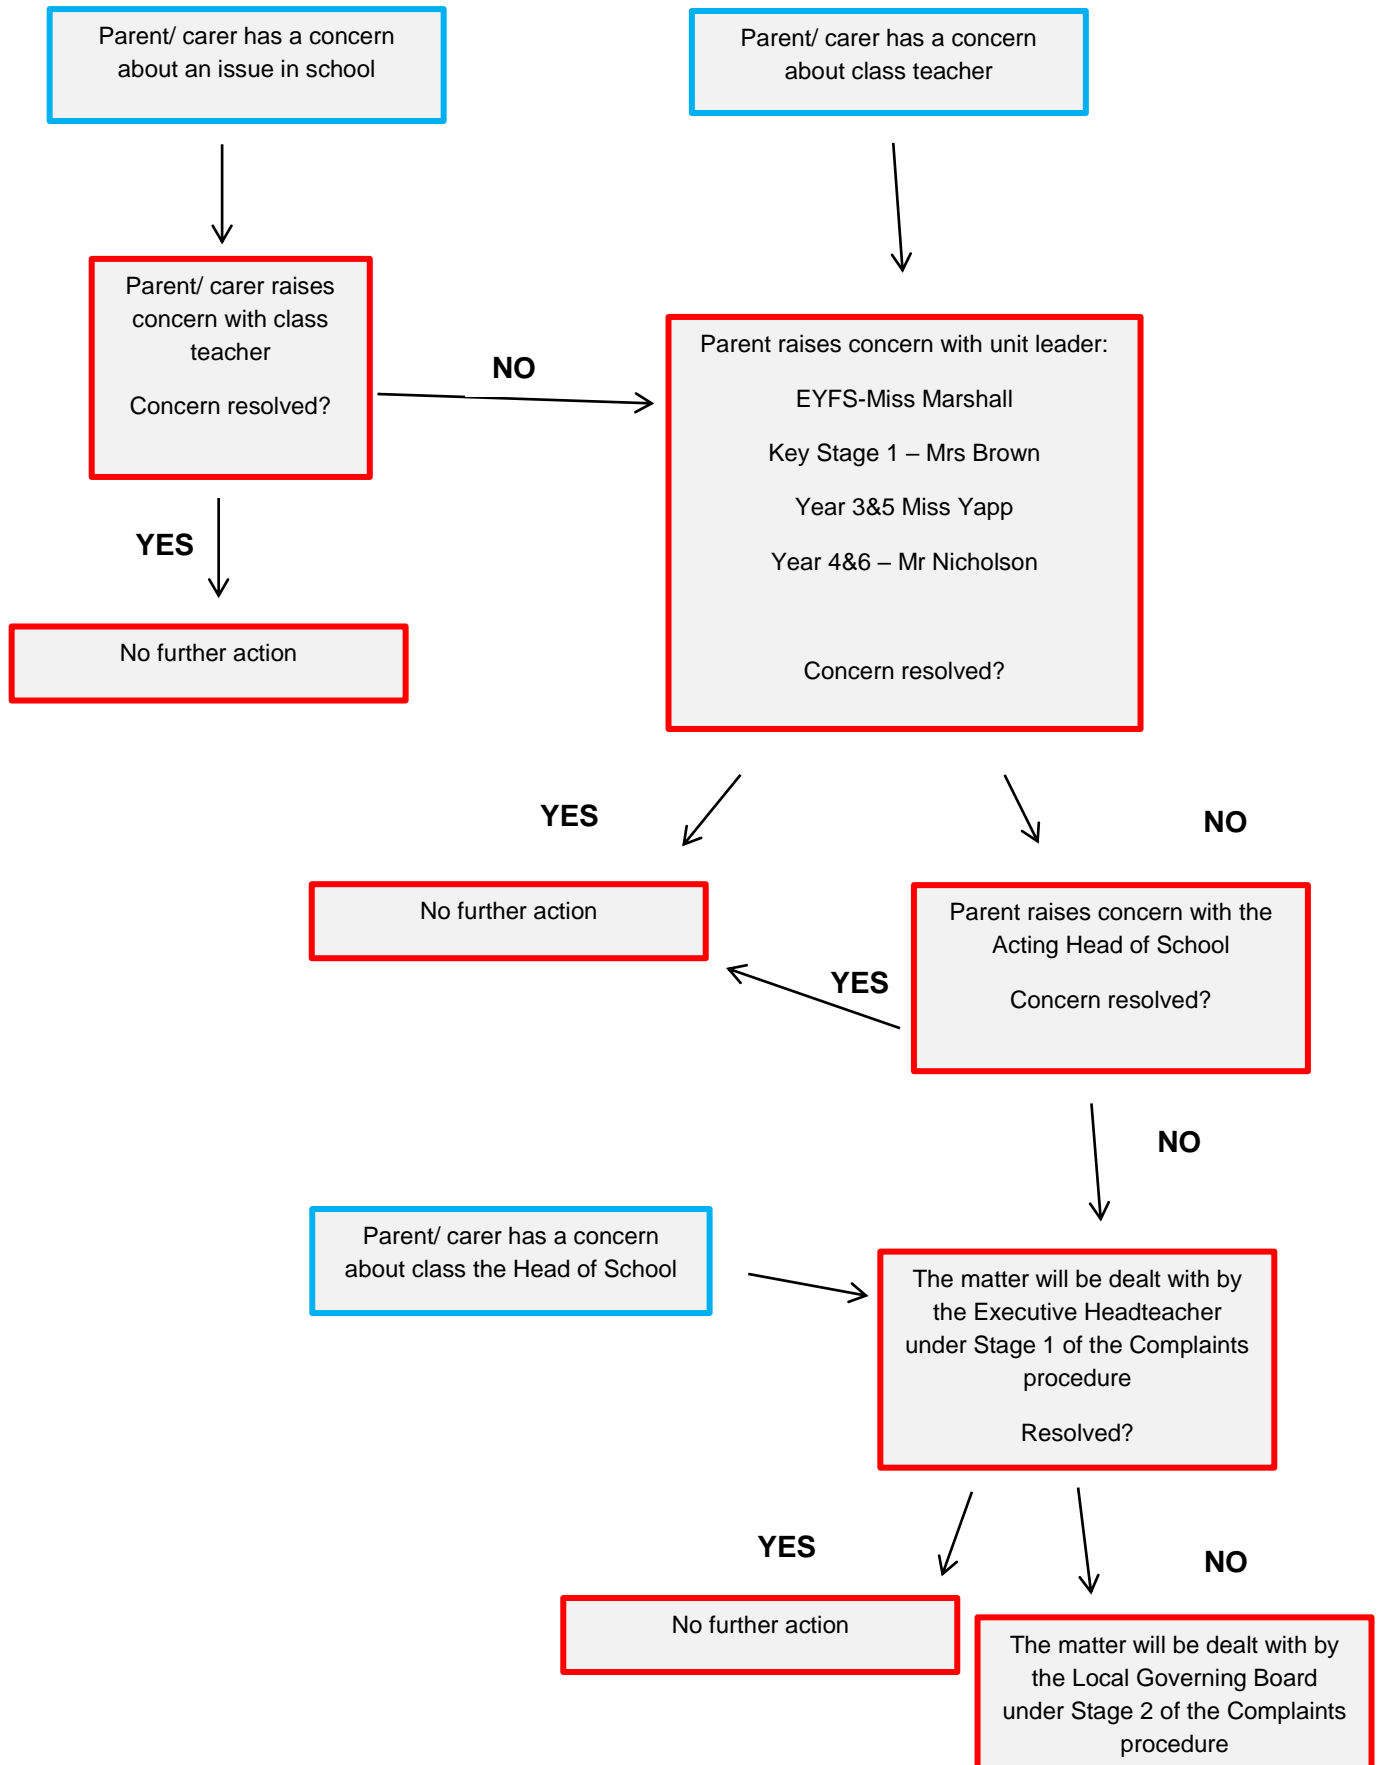 Parent/ carer has a concern
about an issue in school
Parent/ carer has a concern
about class teacher
Parent/ carer raises
concern with class
teacher
Concern resolved?
NO
Parent raises concern with unit leader:
EYFS-Miss Marshall
Key Stage 1 – Mrs Brown
Year 3&5 Miss Yapp
Year 4&6 – Mr Nicholson
Concern resolved?
YES
No further action
YES
NO
No further action
Parent raises concern with the
Acting Head of School
Concern resolved?
YES
NO
Parent/ carer has a concern
about class the Head of School
The matter will be dealt with by
the Executive Headteacher
under Stage 1 of the Complaints
procedure
Resolved?
YES
NO
No further action
The matter will be dealt with by
the Local Governing Board
under Stage 2 of the Complaints
procedure